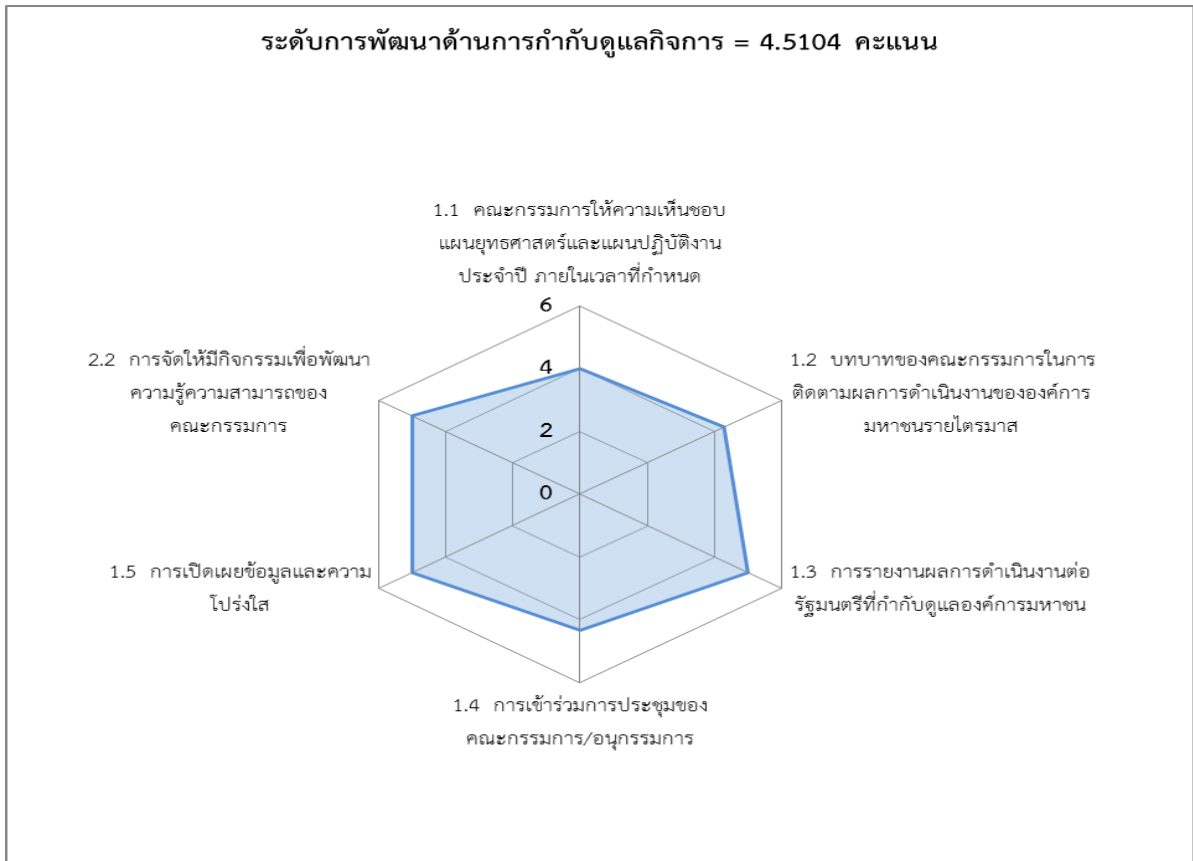 ระดับการพัฒนาด้านการกำกับดูแลกิจการ = 4.5104 คะแนน
1.1 คณะกรรมการให้ความเห็นชอบ
แผนยุทธศาสตร์และแผนปฏิบัติงาน
ประจำปี ภายในเวลาที่กำหนด
6
4
2
0
1.2 บทบาทของคณะกรรมการในการ
ติดตามผลการดำเนินงานขององค์การ
มหาชนรายไตรมาส
1.3 การรายงานผลการดำเนินงานต่อ
รัฐมนตรีที่กำกับดูแลองค์การมหาชน
1.4 การเข้าร่วมการประชุมของ
คณะกรรมการ/อนุกรรมการ
1.5 การเปิดเผยข้อมูลและความ
โปร่งใส
2.2 การจัดให้มีกิจกรรมเพื่อพัฒนา
ความรู้ความสามารถของ
คณะกรรมการ